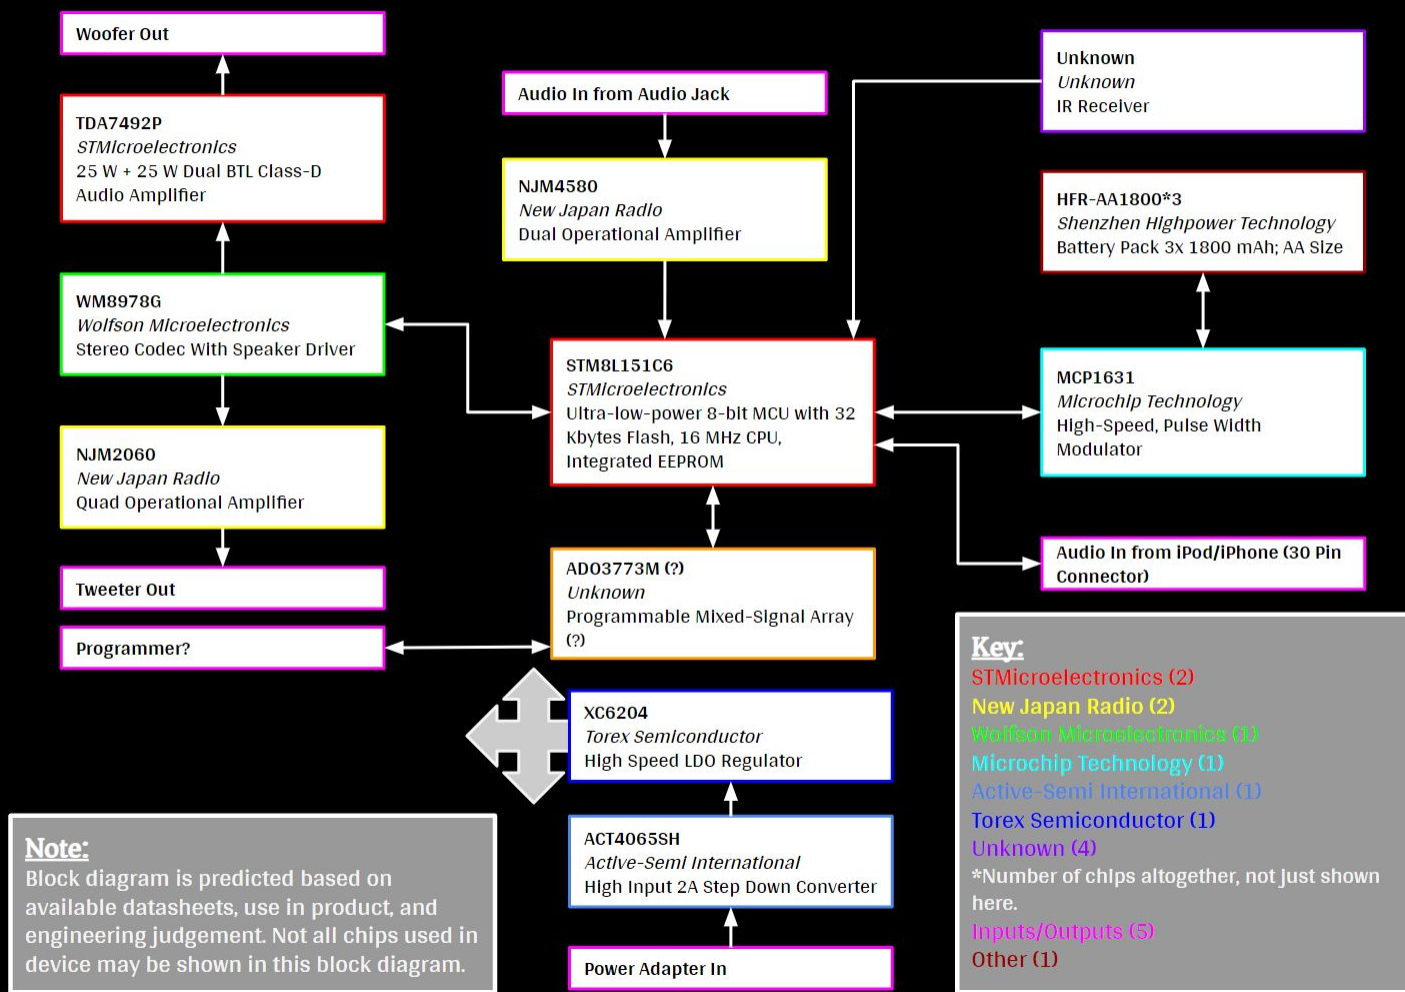 Woofer Out
TDA7492P
STMicroelectronics
25 W + 25 W Dual BTL Class-D
Audio Amplifier
WM8978G
Wolfson Microelectronics
Stereo Codec With Speaker Driver
NJM2060
New Japan Radio
Quad Operational Amplifier
Tweeter Out
Programmer?
Audio In from Audio Jack
NJM4580
New Japan Radio
Dual Operational Amplifier
STM8L151C6
STMicroelectronics
Ultra-low-power 8-bit MCU with 32
Kbytes Flash, 16 MHz CPU,
Integrated EEPROM
ADO3773M (?)
Unknown
Programmable Mixed-Signal Array
(?)
XC6204
Torex Semiconductor
High Speed LDO Regulator
ACT4065SH
Active-Semi International
High Input 2A Step Down Converter
Power Adapter In
Unknown
Unknown
IR Receiver
HFR-AA1800*3
Shenzhen Highpower Technology
Battery Pack 3x 1800 mAh; AA Size
MCP1631
Microchip Technology
High-Speed, Pulse Width
Modulator
Audio In from iPod/iPhone (30 Pin
Connector)
Note:
Block diagram is predicted based on
available datasheets, use in product, and
engineering judgement. Not all chips used in
device may be shown in this block diagram.
Key:
STMicroelectronics (2)
New Japan Radio (2)
Wolfson Microelectronics (1)
Microchip Technology (1)
Active-Semi International (1)
Torex Semiconductor (1)
Unknown (4)
*Number of chips altogether, not just shown
here.
Inputs/Outputs (5)
Other (1)